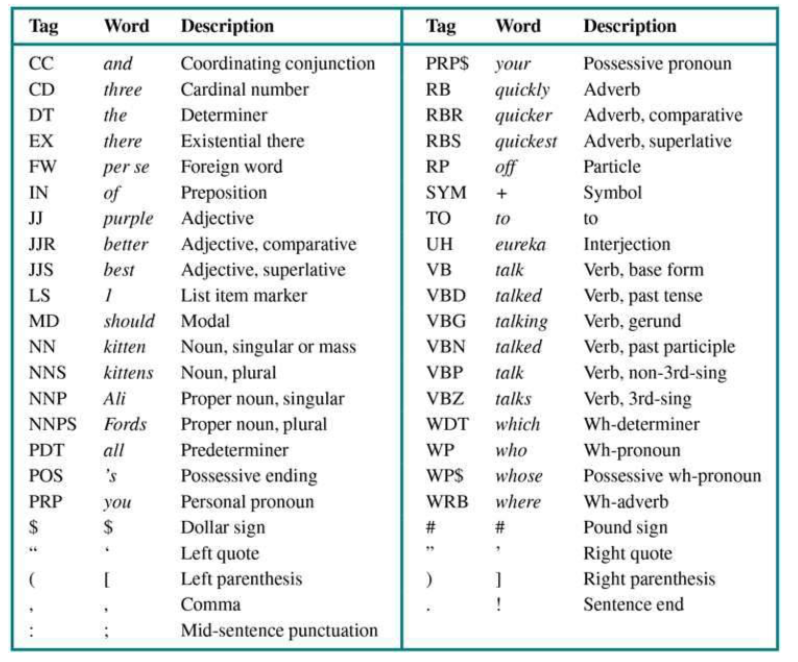 Tag Word Description
CC and Coordinating conjunction
CD three Cardinal number
DT the Determiner
EX there Existential there
FW per se Foreign word
IN of Preposition
JJ purple Adjective
JJR better Adjective, comparative
JJS best Adjective, superlative
LS 1 List item marker
MD should Modal
NN kitten Noun, singular or mass
NNS kittens Noun, plural
NNP Ali Proper noun, singular
NNPS Fords Proper noun, plural
PDT all Predeterminer
POS 's Possessive ending
PRP you Personal pronoun
$ $ Dollar sign
“ ‘ Left quote
( [ Left parenthesis
, , Comma
: ; Mid-sentence punctuation
Tag Word Description
PRP$ your Possessive pronoun
RB quickly Adverb
RBR quicker Adverb, comparative
RBS quickest Adverb, superlative
RP off Particle
SYM + Symbol
TO to to
UH eureka Interjection
VB talk Verb, base form
VBD talked Verb, past tense
VBG talking Verb, gerund
VBN talked Verb, past participle
VBP talk Verb, non-3rd-sing
VBZ talks Verb, 3rd-sing
WDT which Wh-determiner
WP who Wh-pronoun
WP$ whose Possessive wh-pronoun
WRB where Wh-adverb
# # Pound sign
” ’ Right quote
) ] Right parenthesis
. ! Sentence end